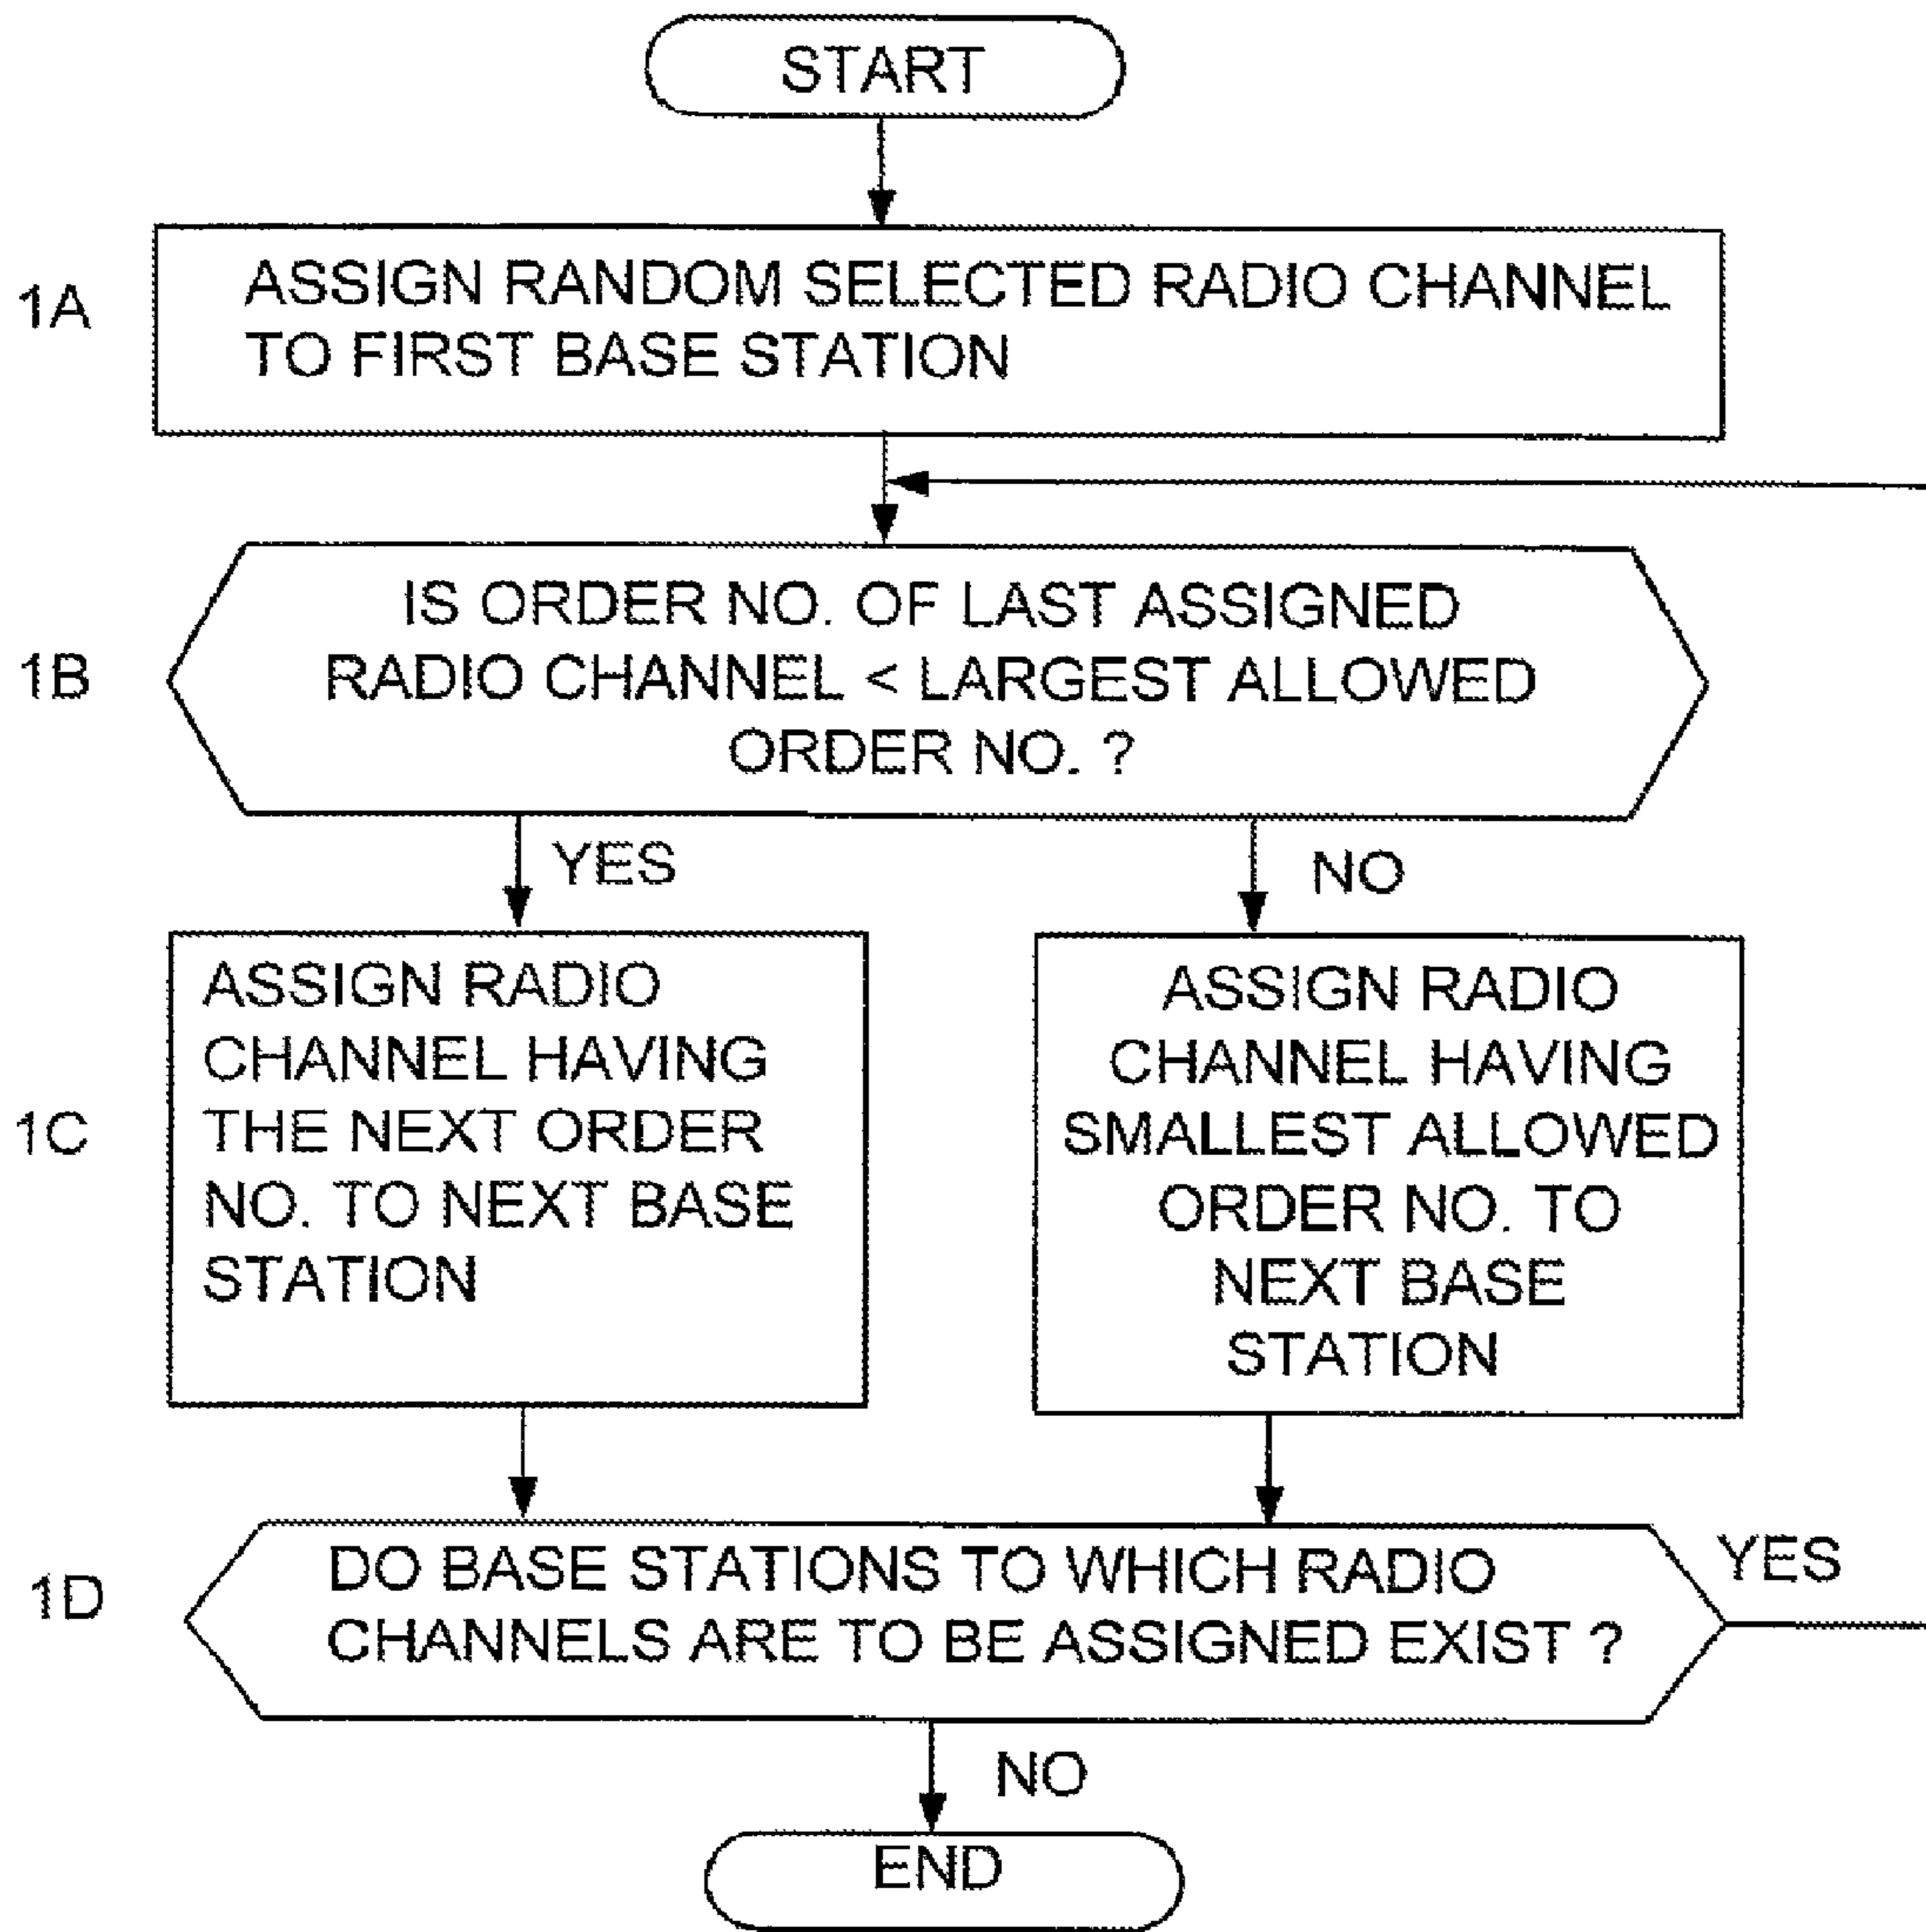 START
1A
ASSIGN RANDOM SELECTED RADIO CHANNEL
TO FIRST BASE STATION
1B
IS ORDER NO. OF LAST ASSIGNED
RADIO CHANNEL < LARGEST ALLOWED
ORDER NO. ?
YES
NO
1C
ASSIGN RADIO
CHANNEL HAVING
THE NEXT ORDER
NO. TO NEXT BASE
STATION
ASSIGN RADIO
CHANNEL HAVING
SMALLEST ALLOWED
ORDER NO. TO
NEXT BASE
STATION
1D
DO BASE STATIONS TO WHICH RADIO
CHANNELS ARE TO BE ASSIGNED EXIST ?
YES
NO
END